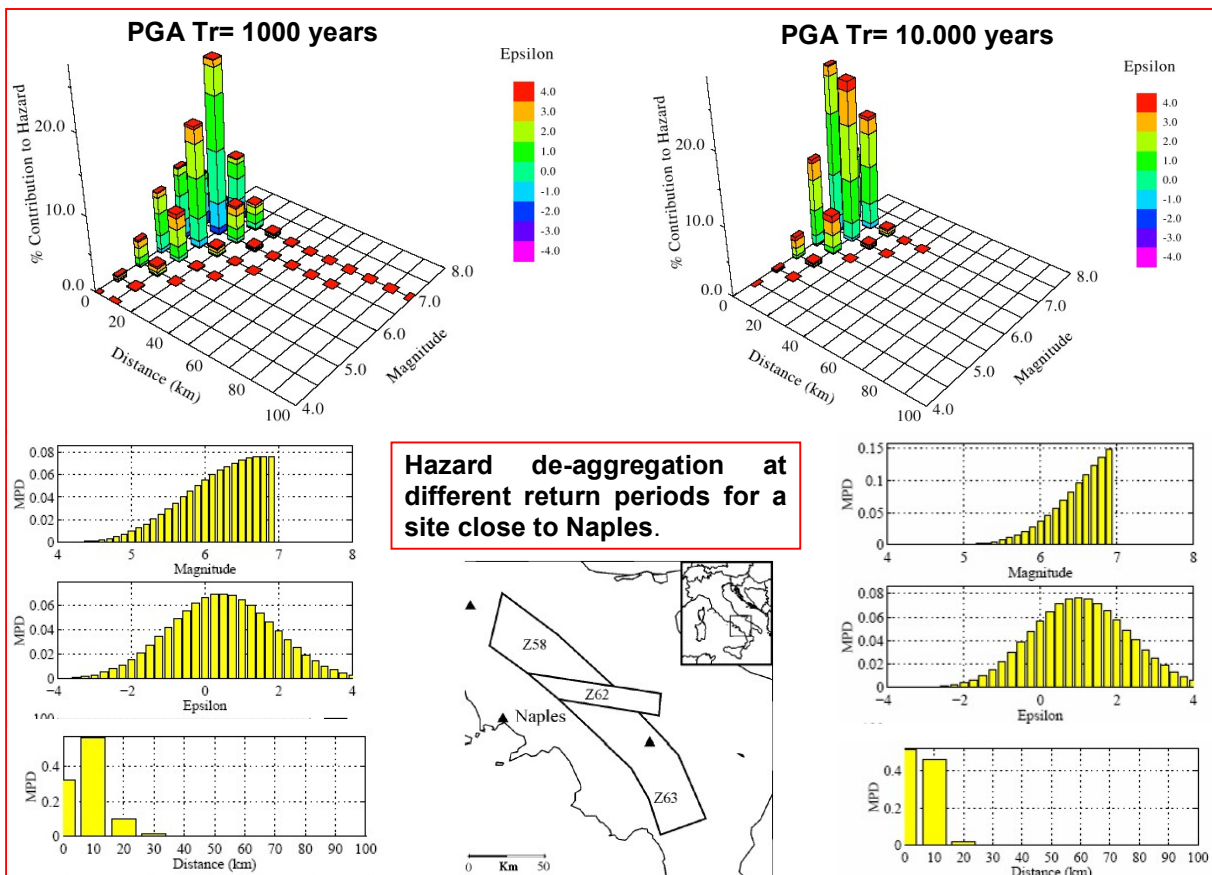 PGA Tr= 1000 years
PGA Tr= 10.000 years
Epsilon
4.0
3.0
2.0
1.0
0.0
-1.0
-2.0
-3.0
-4.0
% Contribution to Hazard
20.0
10.0
0.0
0
20
40
60
80
100
Distance (km)
4.0
5.0
6.0
7.0
8.0
Magnitude
Epsilon
4.0
3.0
2.0
1.0
0.0
-1.0
-2.0
-3.0
-4.0
% Contribution to Hazard
20.0
10.0
0.0
0
20
40
60
80
100
Distance (km)
4.0
5.0
6.0
7.0
8.0
Magnitude
MPD
0.08
0.06
0.04
0.02
0
4 5 6 7 8
Magnitude
MPD
0.06
0.04
0.02
0
−4 −2 0 2 4
Epsilon
MPD
0.4
0.2
0
0 10 20 30 40 50 60 70 80 90 100
Distance (km)
Hazard de-aggregation at
different return periods for a
site close to Naples.
Z58
Z62
Naples
Z63
0 50
Km
MPD
0.15
0.10
0.05
0
4 5 6 7 8
Magnitude
MPD
0.08
0.06
0.04
0.02
0
−4 −2 0 2 4
Epsilon
MPD
0.4
0.2
0
0 10 20 30 40 50 60 70 80 90 100
Distance (km)